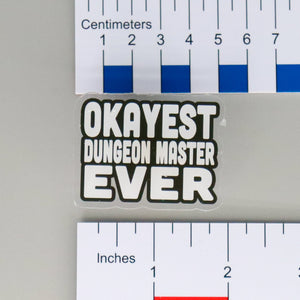 Centimeters
1 2 3 4 5 6 7
OKAYEST
DUNGEON MASTER
EVER
Inches
1 2